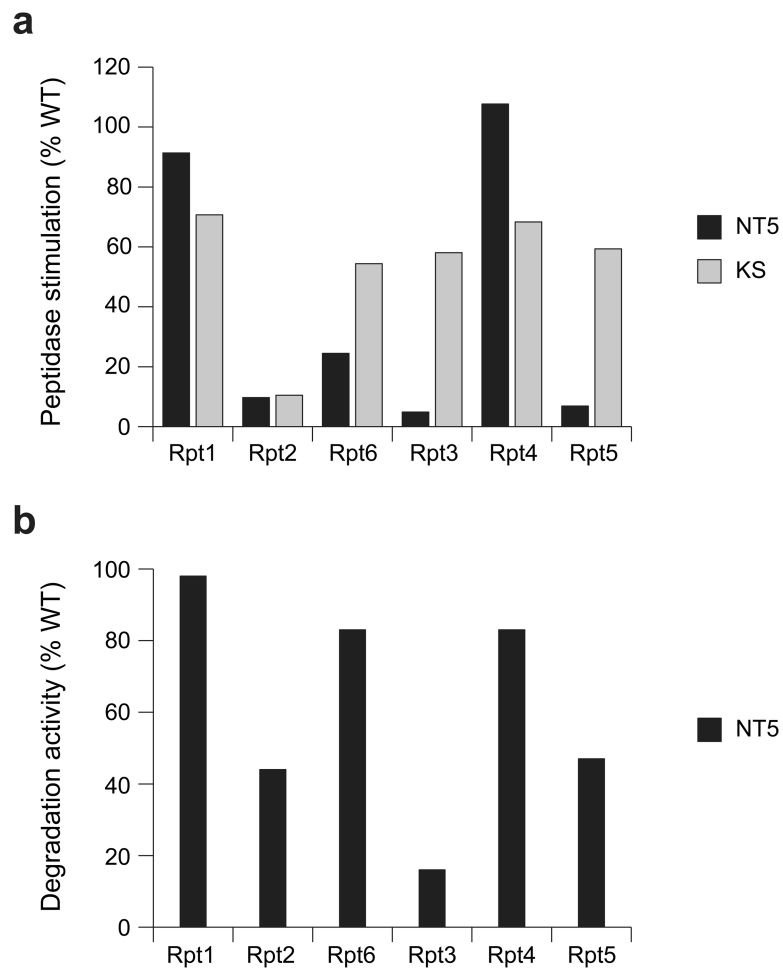 a
Peptidase stimulation (% WT)
120
100
80
60
40
20
0
Rpt1 Rpt2 Rpt6 Rpt3 Rpt4 Rpt5
NT5
KS
b
Degradation activity (% WT)
100
80
60
40
20
0
Rpt1 Rpt2 Rpt6 Rpt3 Rpt4 Rpt5
NT5